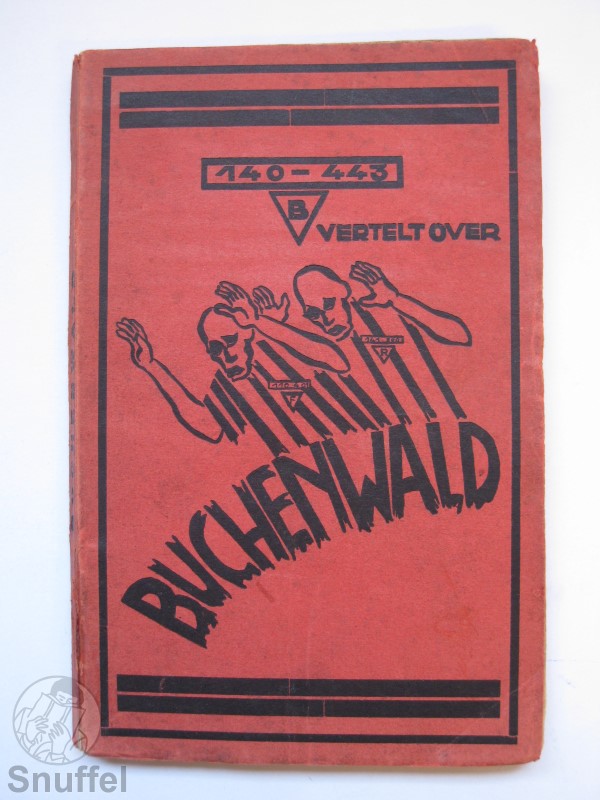 140-443
B
VERTELT OVER
R
F
BUCHENWALD
Snuffel